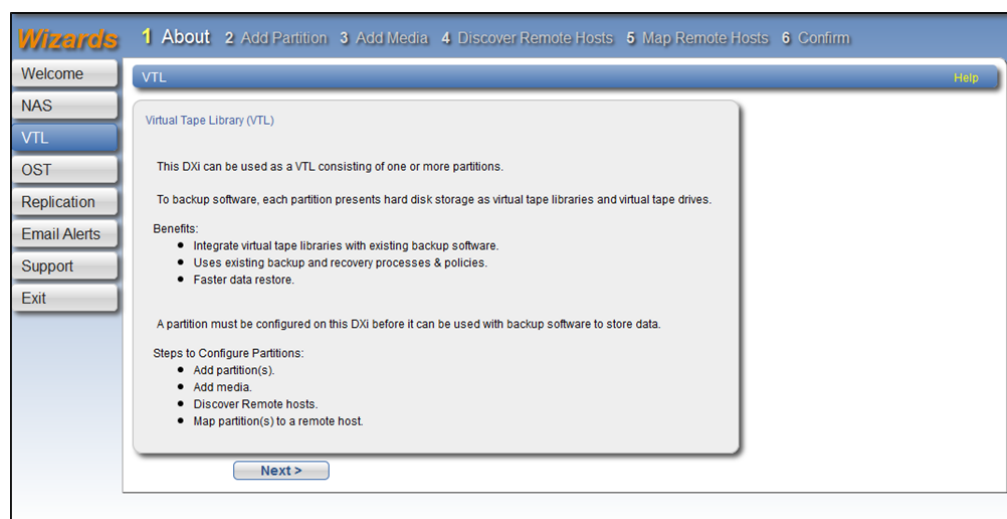 Wizards
1 About 2 Add Partition 3 Add Media 4 Discover Remote Hosts 5 Map Remote Hosts 6 Confirm
Welcome
NAS
VTL
OST
Replication
Email Alerts
Support
Exit
VTL Help
Virtual Tape Library (VTL)
This DXi can be used as a VTL consisting of one or more partitions.
To backup software, each partition presents hard disk storage as virtual tape libraries and virtual tape drives.
Benefits:
• Integrate virtual tape libraries with existing backup software.
• Uses existing backup and recovery processes & policies.
• Faster data restore.
A partition must be configured on this DXi before it can be used with backup software to store data.
Steps to Configure Partitions:
• Add partition(s).
• Add media.
• Discover Remote hosts.
• Map partition(s) to a remote host.
Next >